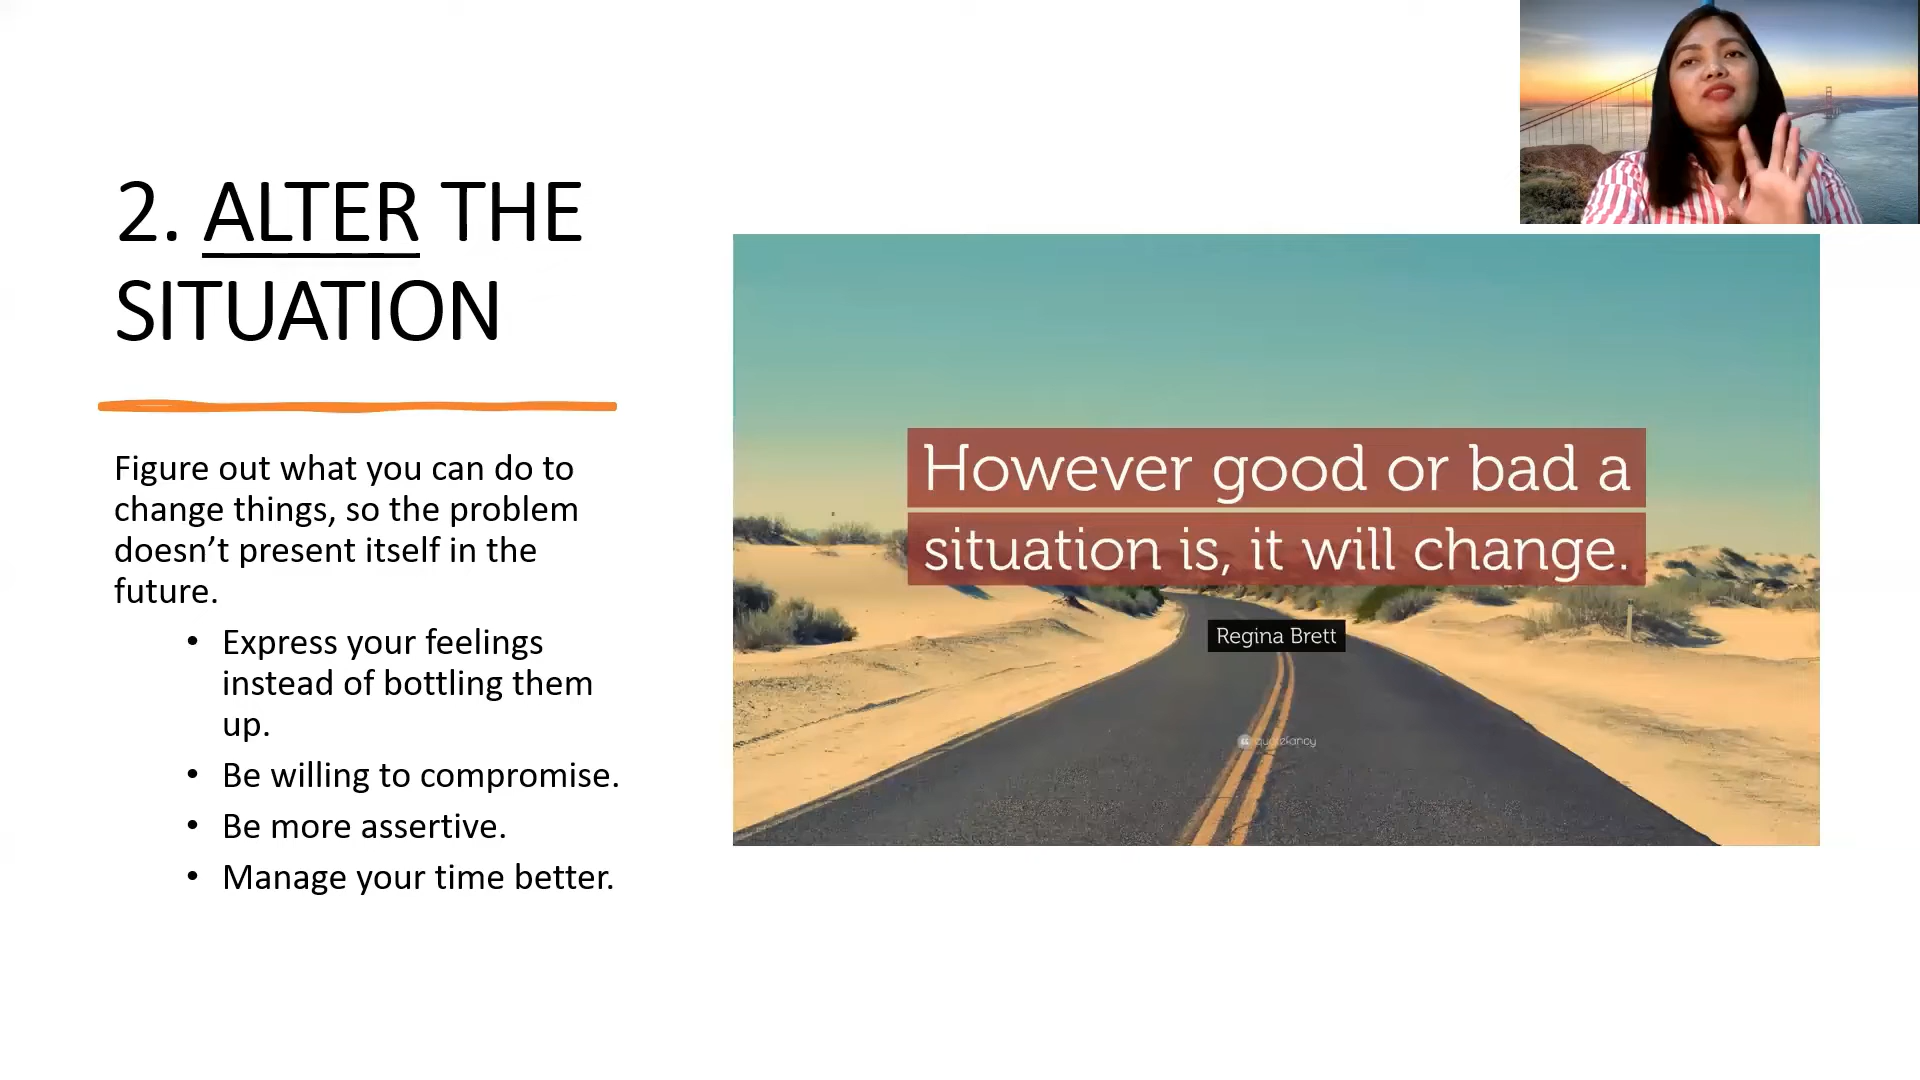 2. ALTER THE
SITUATION
Figure out what you can do to
change things, so the problem
doesn’t present itself in the
future.
• Express your feelings
instead of bottling them
up.
• Be willing to compromise.
• Be more assertive.
• Manage your time better.
However good or bad a
situation is, it will change.
Regina Brett
quotefancy